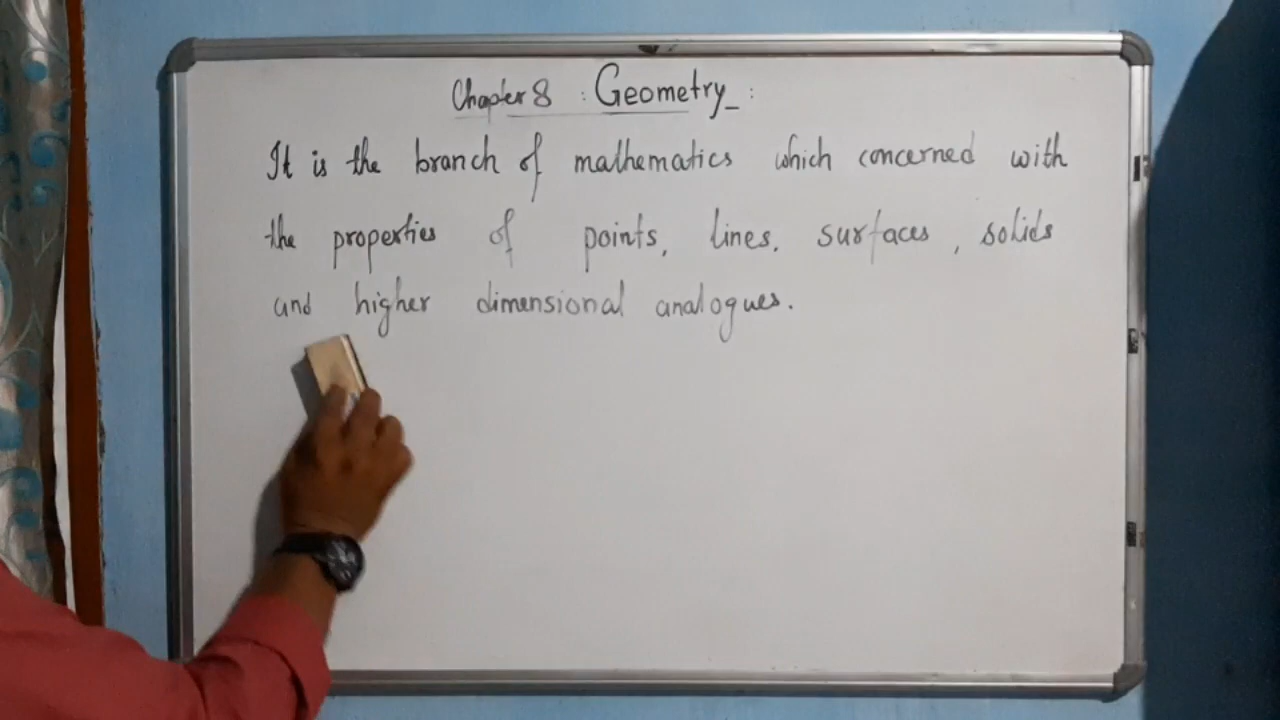 Chapter 8 : Geometry_ :
It is the branch of mathematics which concerned with
the properties of points, lines, surfaces, solids
and higher dimensional analogues.